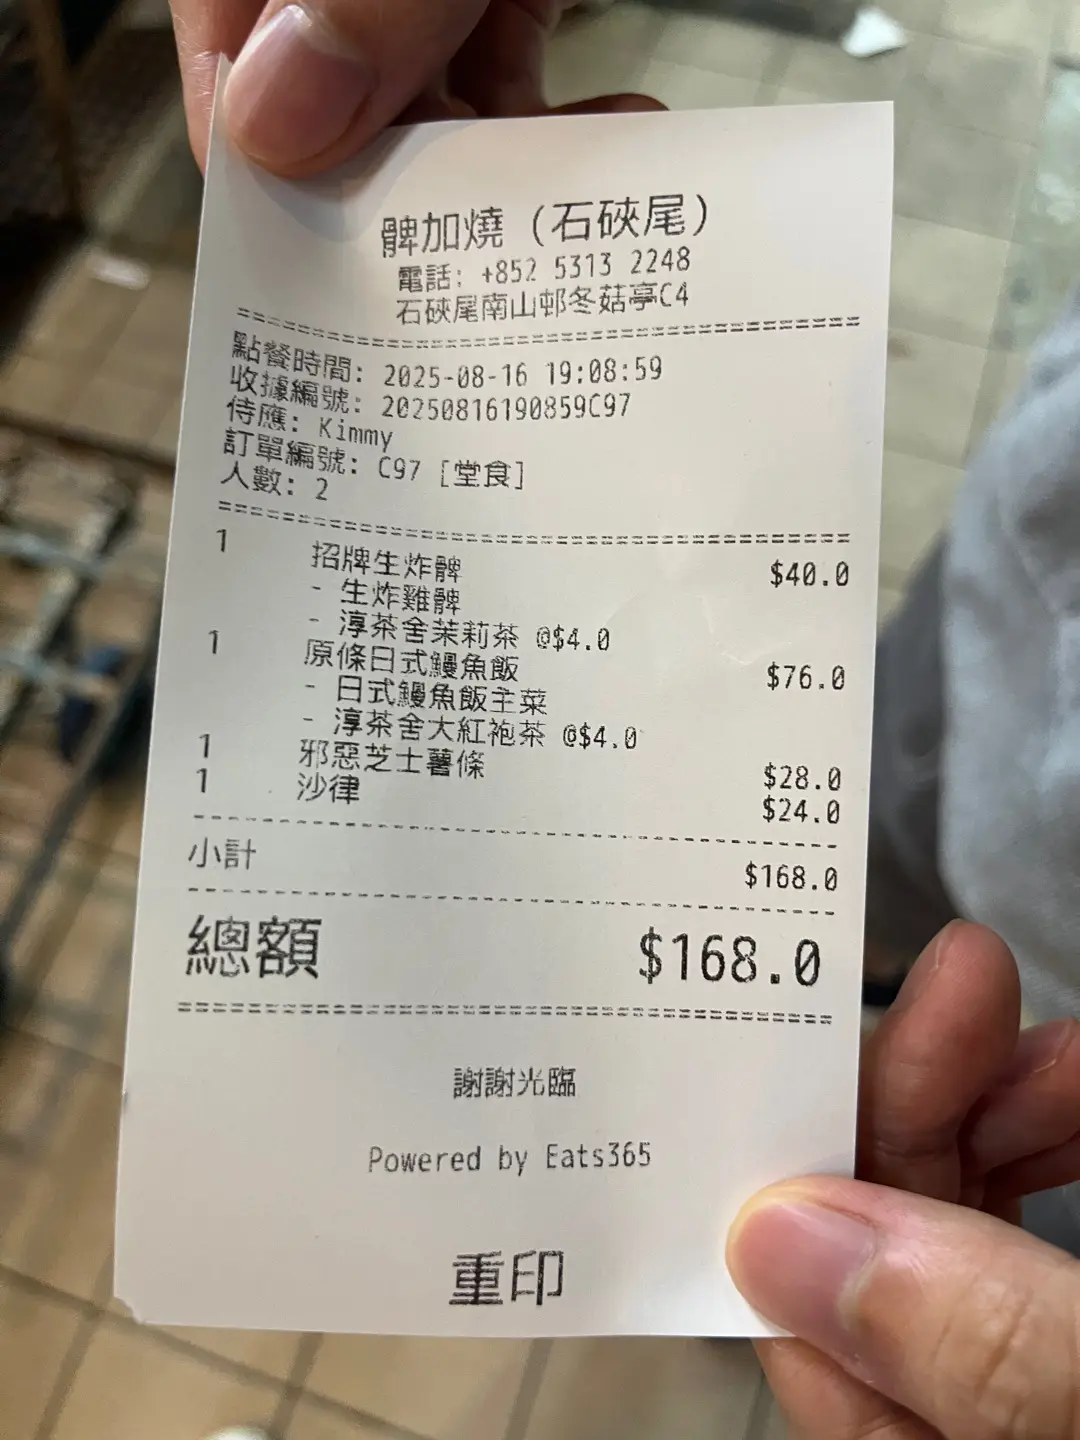 髀加燒（石硤尾）
電話: +852 5313 2248
石硤尾南山邨冬菇亭C4
點餐時間: 2025-08-16 19:08:59
收據編號: 20250816190859C97
侍應: Kimmy
訂單編號: C97 [堂食]
人數: 2
1 招牌生炸髀 $40.0
- 生炸雞髀
- 淳茶舍茉莉茶 @$4.0
1 原條日式鰻魚飯 $76.0
- 日式鰻魚飯主菜
- 淳茶舍大紅袍茶 @$4.0
1 邪惡芝士薯條 $28.0
1 沙律 $24.0
小計 $168.0
總額 $168.0
謝謝光臨
Powered by Eats365
重印